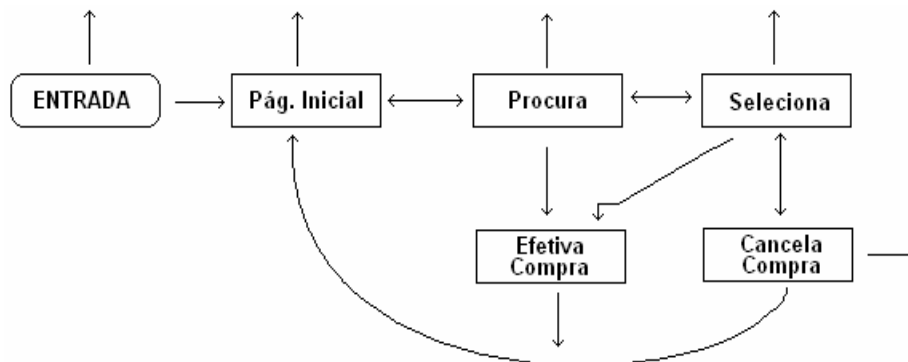 ENTRADA
Pág. Inicial
Procura
Seleciona
Efetiva
Compra
Cancela
Compra